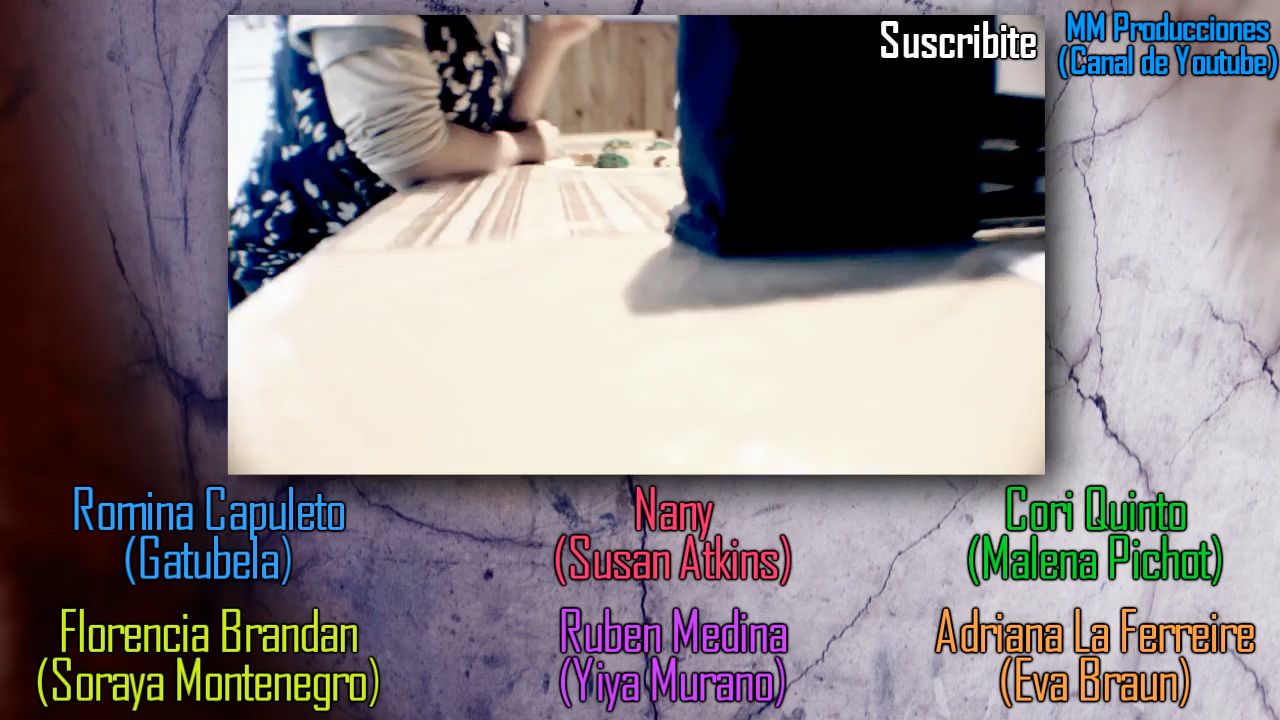 Suscribite
MM Producciones
(Canal de Youtube)
Romina Capuleto
(Gatubela)
Nany
(Susan Atkins)
Cori Quinto
(Malena Pichot)
Florencia Brandan
(Soraya Montenegro)
Ruben Medina
(Yiya Murano)
Adriana La Ferreire
(Eva Braun)